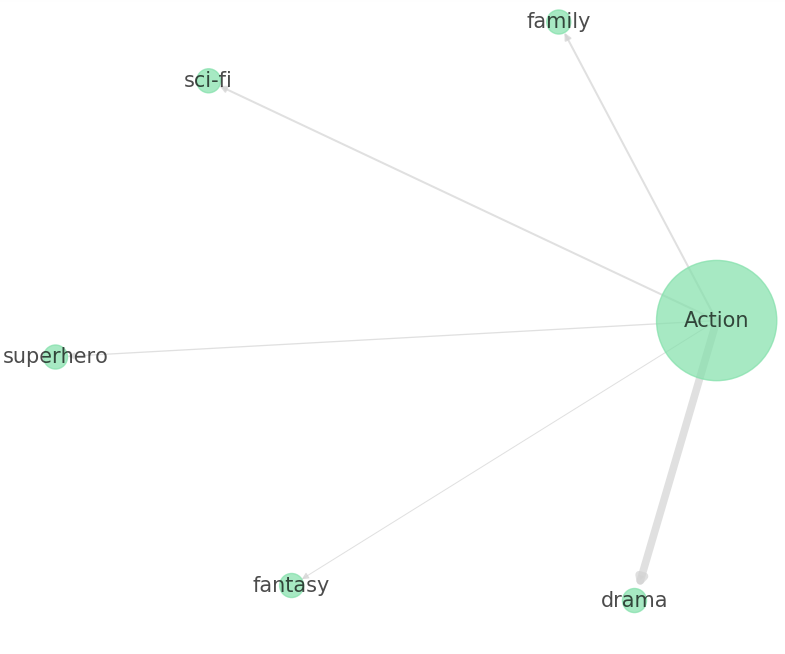 family
sci-fi
Action
superhero
fantasy
drama